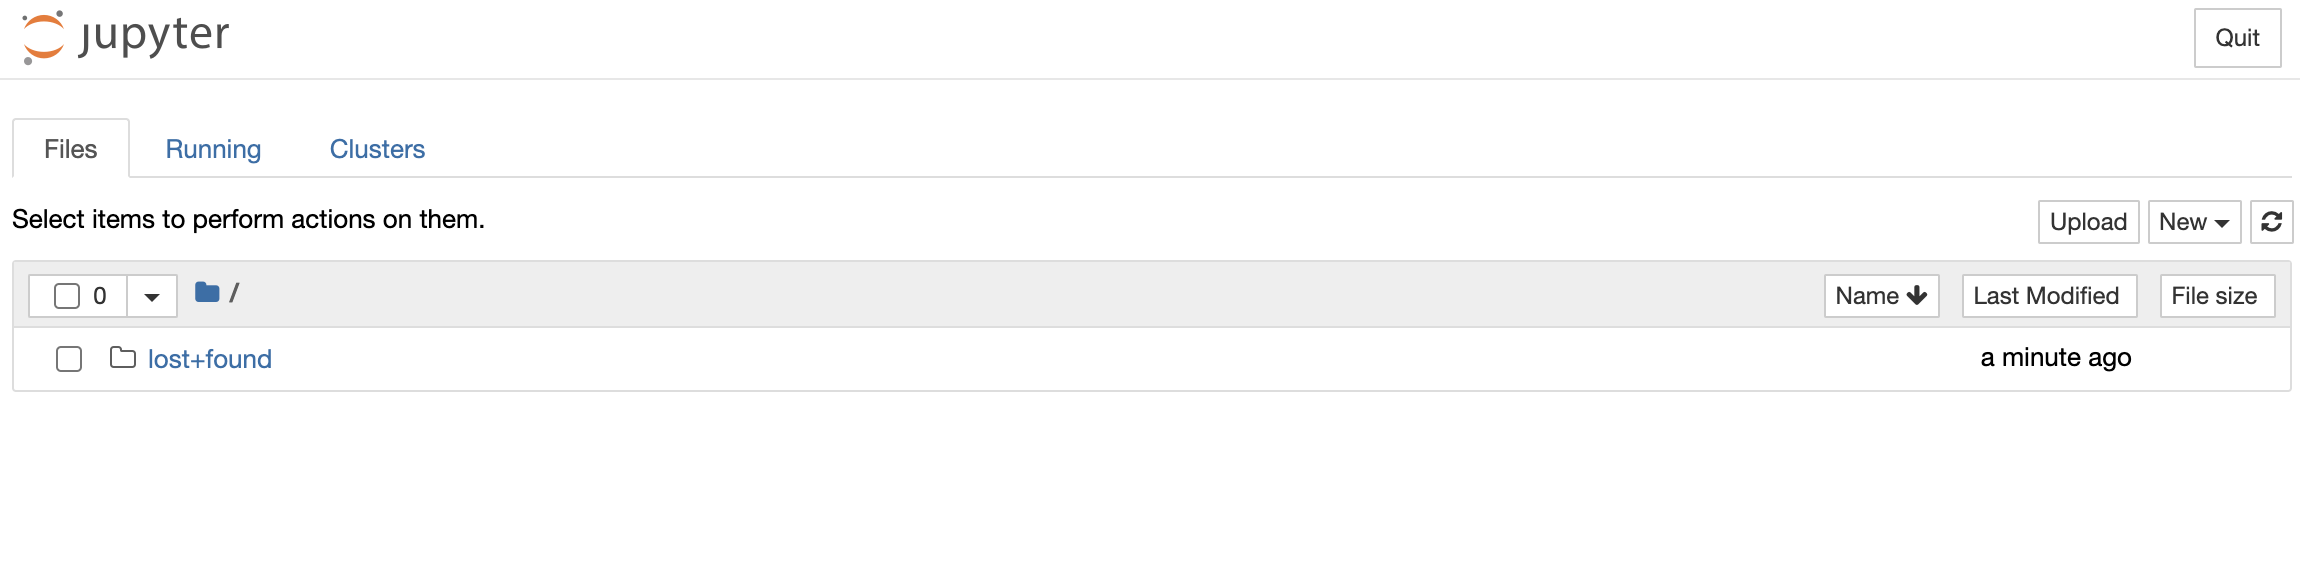 jupyter
Quit
Files Running Clusters
Select items to perform actions on them.
Upload New
0 /
Name Last Modified File size
lost+found a minute ago